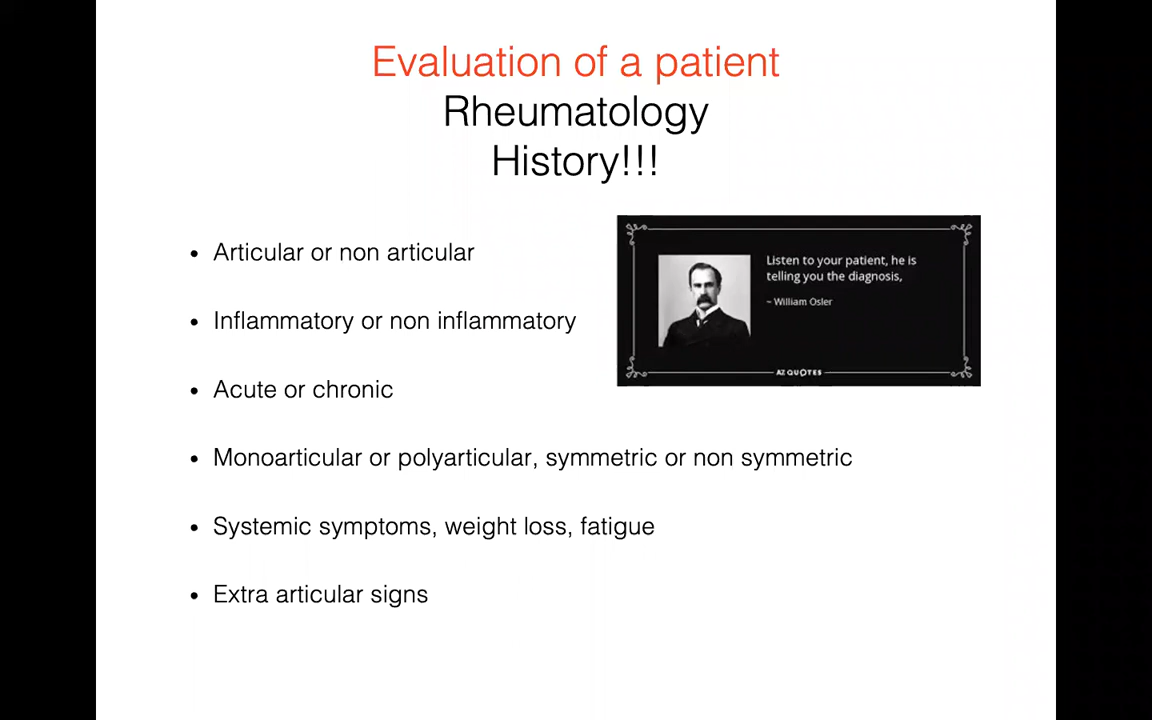 Evaluation of a patient
Rheumatology
History!!!
• Articular or non articular
• Inflammatory or non inflammatory
• Acute or chronic
• Monoarticular or polyarticular, symmetric or non symmetric
• Systemic symptoms, weight loss, fatigue
• Extra articular signs
Listen to your patient, he is
telling you the diagnosis,
~ William Osler
AZ QUOTES